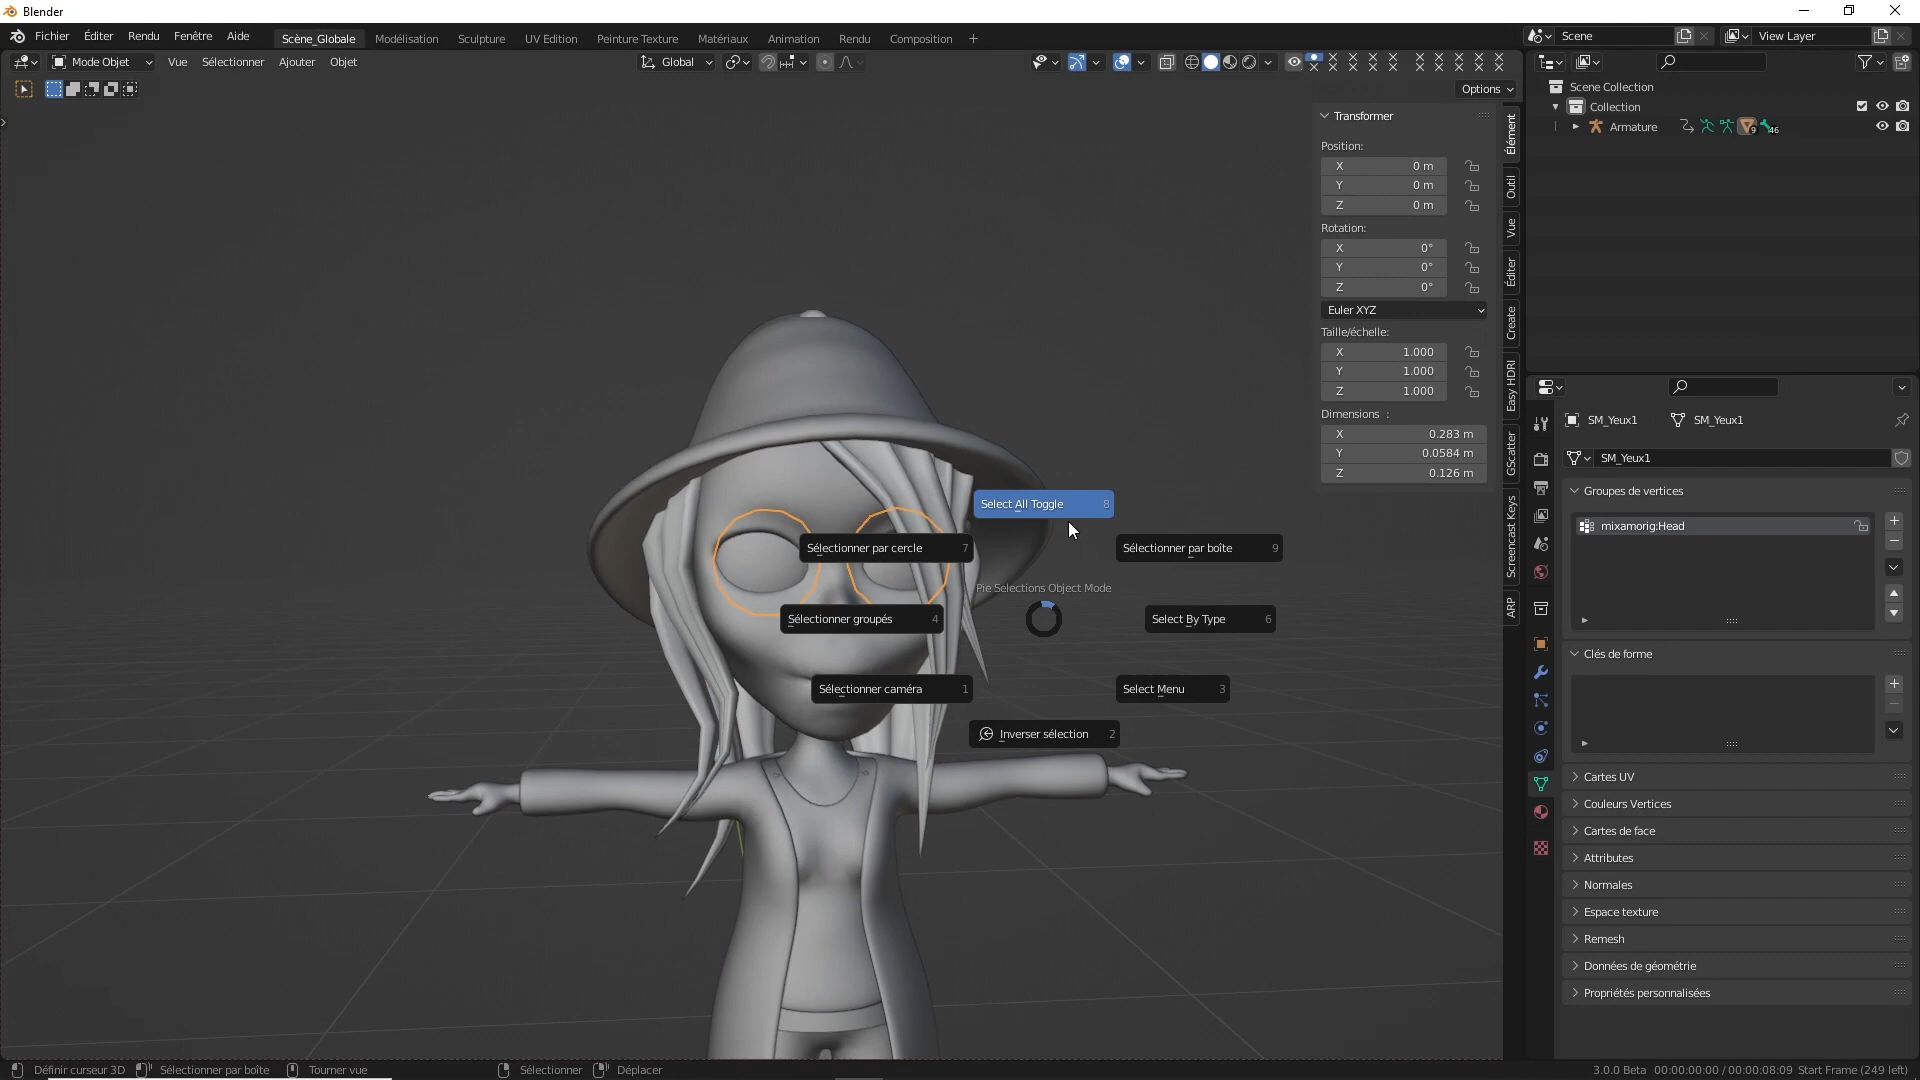 Blender
Fichier Éditer Rendu Fenêtre Aide
Scène_Globale Modélisation Sculpture UV Edition Peinture Texture Matériaux Animation Rendu Composition +
Scene View Layer
Mode Objet Vue Sélectionner Ajouter Objet
Global
Options
Transformer
Position:
X 0 m
Y 0 m
Z 0 m
Rotation:
X 0°
Y 0°
Z 0°
Euler XYZ
Taille/échelle:
X 1.000
Y 1.000
Z 1.000
Dimensions :
X 0.283 m
Y 0.0584 m
Z 0.126 m
Élément
Outil
Vue
Éditer
Create
Easy HDRI
GScatter
Screencast Keys
ARP
Select All Toggle 8
Sélectionner par cercle 7
Sélectionner par boîte 9
Pie Selections Object Mode
Sélectionner groupés 4
Select By Type 6
Sélectionner caméra 1
Select Menu 3
Inverser sélection 2
Scene Collection
Collection
Armature 9 46
SM_Yeux1 SM_Yeux1
SM_Yeux1
Groupes de vertices
mixamorig:Head
Clés de forme
Cartes UV
Couleurs Vertices
Cartes de face
Attributes
Normales
Espace texture
Remesh
Données de géométrie
Propriétés personnalisées
Définir curseur 3D Sélectionner par boîte Tourner vue Sélectionner Déplacer
3.0.0 Beta 00:00:00:00 / 00:00:08:09 Start Frame (249 left)